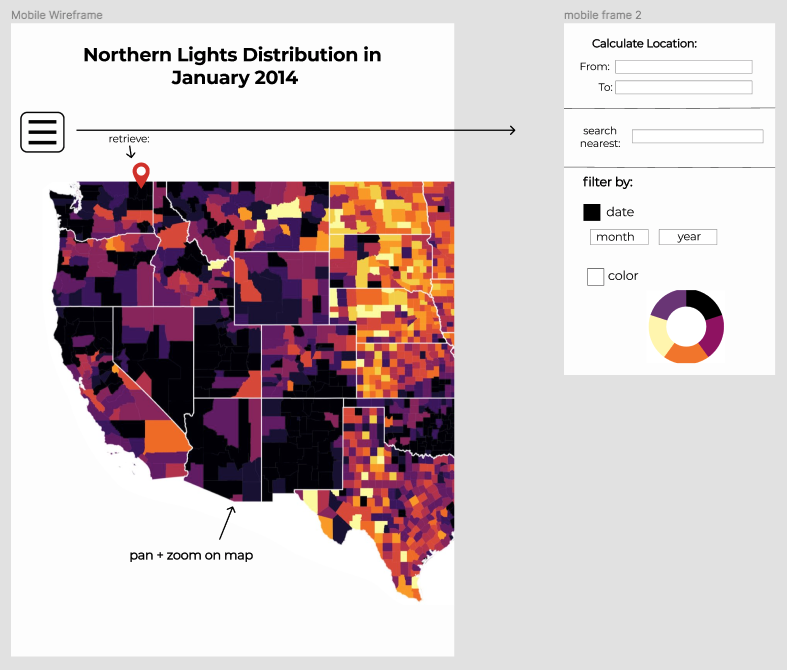 Mobile Wireframe
Northern Lights Distribution in
January 2014
retrieve:
pan + zoom on map
mobile frame 2
Calculate Location:
From:
To:
search
nearest:
filter by:
date
month
year
color